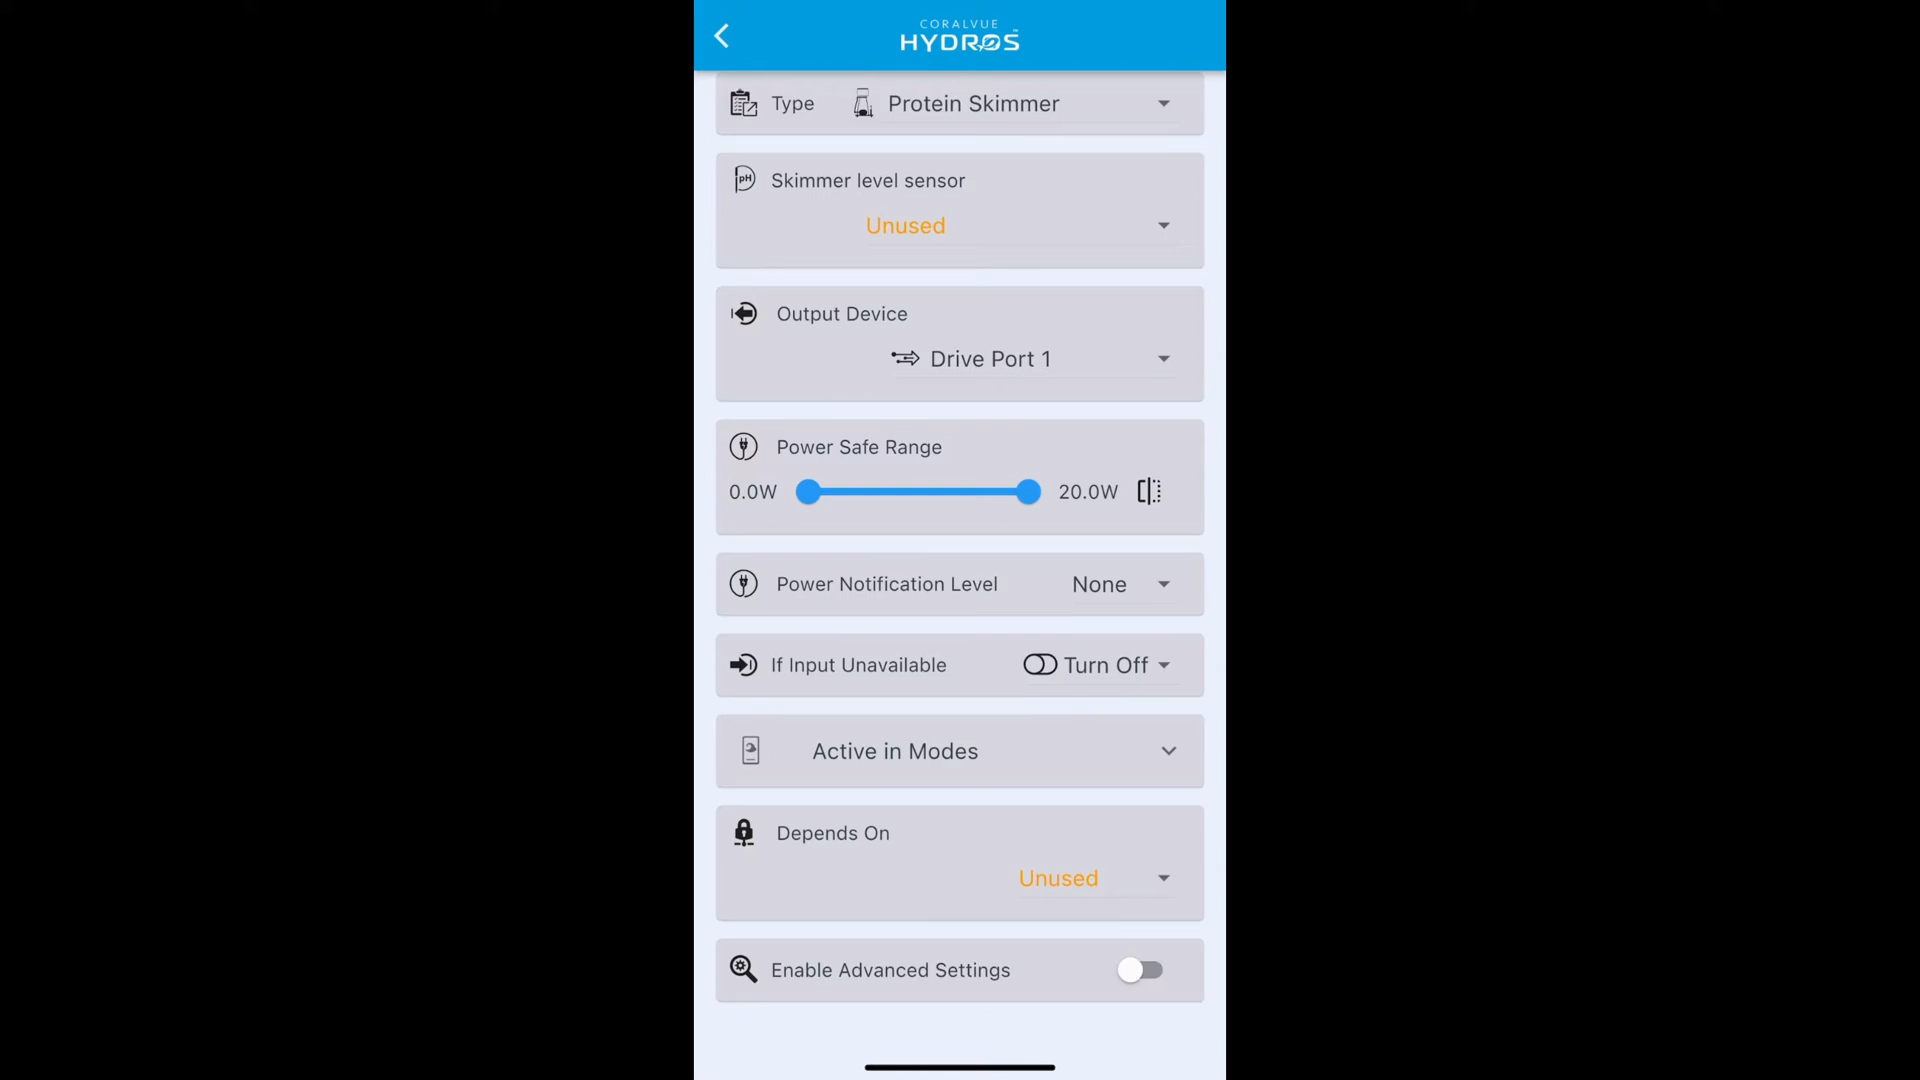 CORALVUE
HYDROS
Type Protein Skimmer
pH Skimmer level sensor
Unused
Output Device
Drive Port 1
Power Safe Range
0.0W 20.0W
Power Notification Level None
If Input Unavailable Turn Off
Active in Modes
Depends On
Unused
Enable Advanced Settings